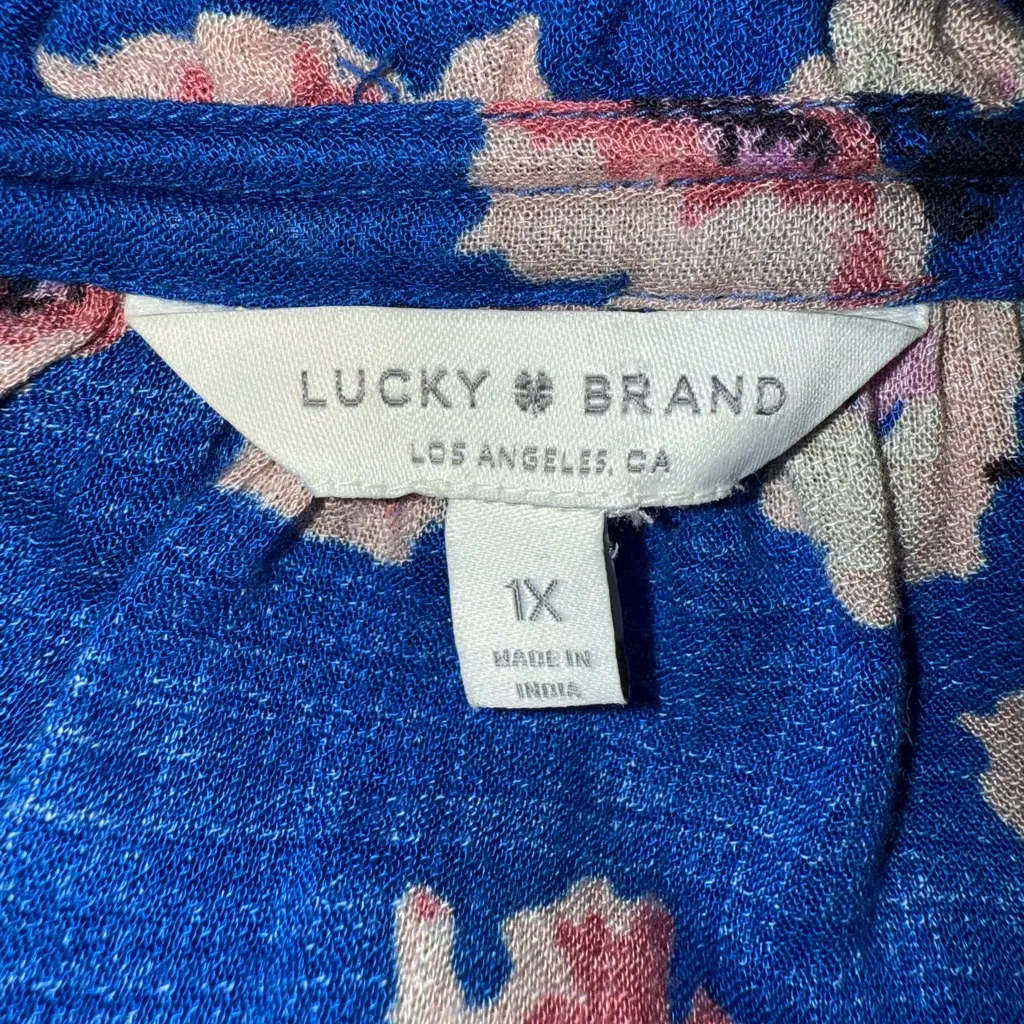 LUCKY BRAND
LOS ANGELES, CA
1X
MADE IN
INDIA